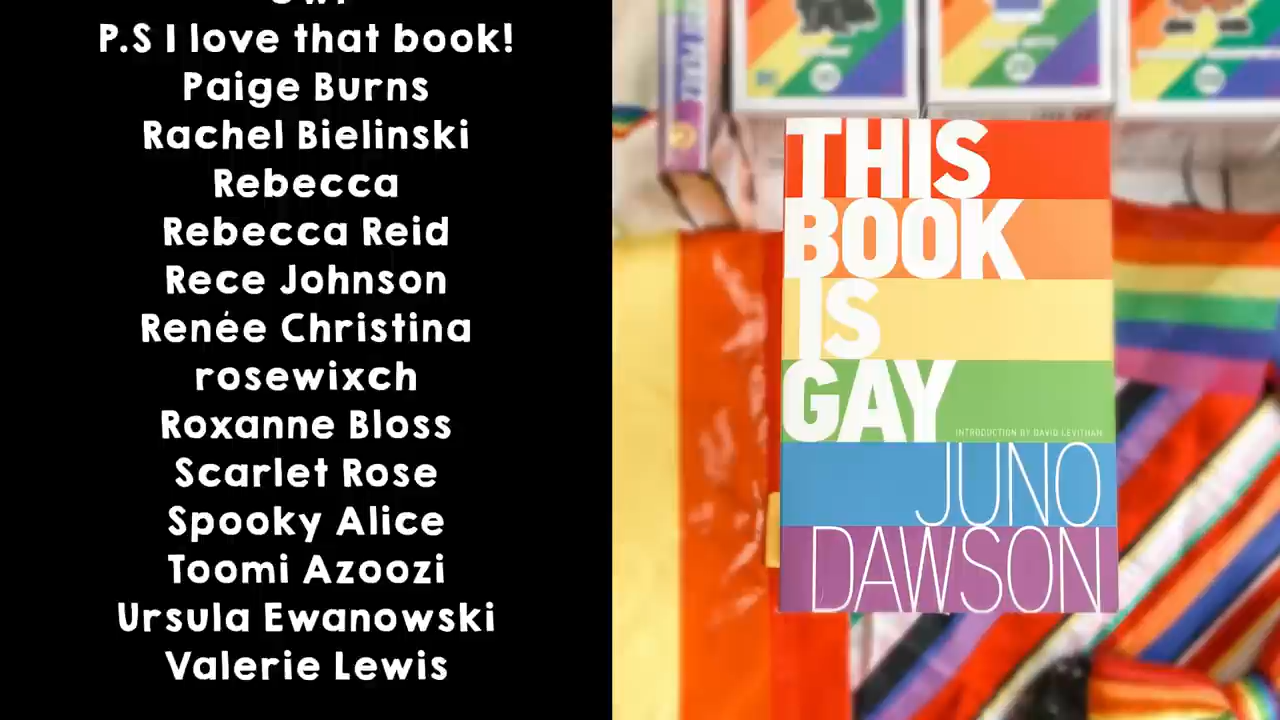 P.S I love that book!
Paige Burns
Rachel Bielinski
Rebecca
Rebecca Reid
Rece Johnson
Renée Christina
rosewixch
Roxanne Bloss
Scarlet Rose
Spooky Alice
Toomi Azoozi
Ursula Ewanowski
Valerie Lewis
THIS
BOOK
IS
GAY
INTRODUCTION BY DAVID LEVITHAN
JUNO
DAWSON